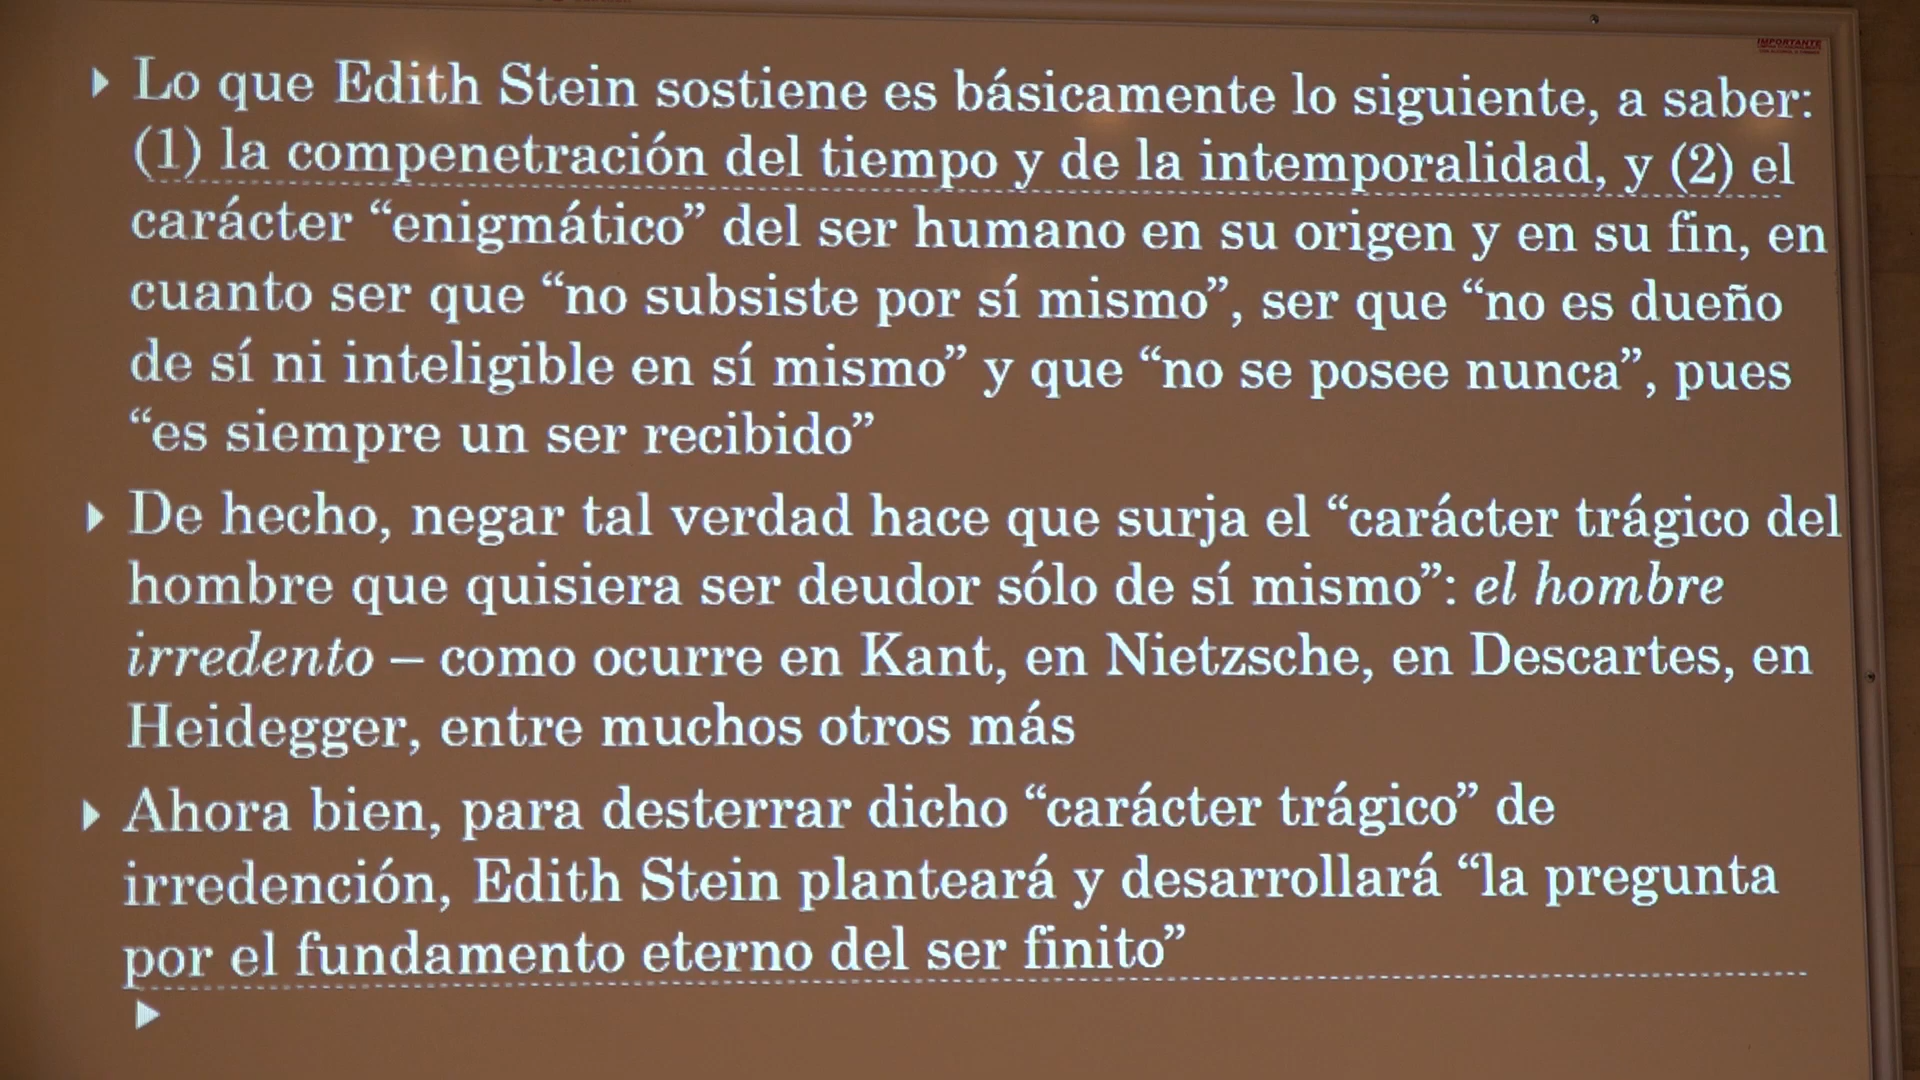 IMPORTANTE
Lo que Edith Stein sostiene es básicamente lo siguiente, a saber:
(1) la compenetración del tiempo y de la intemporalidad, y (2) el
carácter “enigmático” del ser humano en su origen y en su fin, en
cuanto ser que “no subsiste por sí mismo”, ser que “no es dueño
de sí ni inteligible en sí mismo” y que “no se posee nunca”, pues
“es siempre un ser recibido”
De hecho, negar tal verdad hace que surja el “carácter trágico del
hombre que quisiera ser deudor sólo de sí mismo”: el hombre
irredento – como ocurre en Kant, en Nietzsche, en Descartes, en
Heidegger, entre muchos otros más
Ahora bien, para desterrar dicho “carácter trágico” de
irredención, Edith Stein planteará y desarrollará “la pregunta
por el fundamento eterno del ser finito”